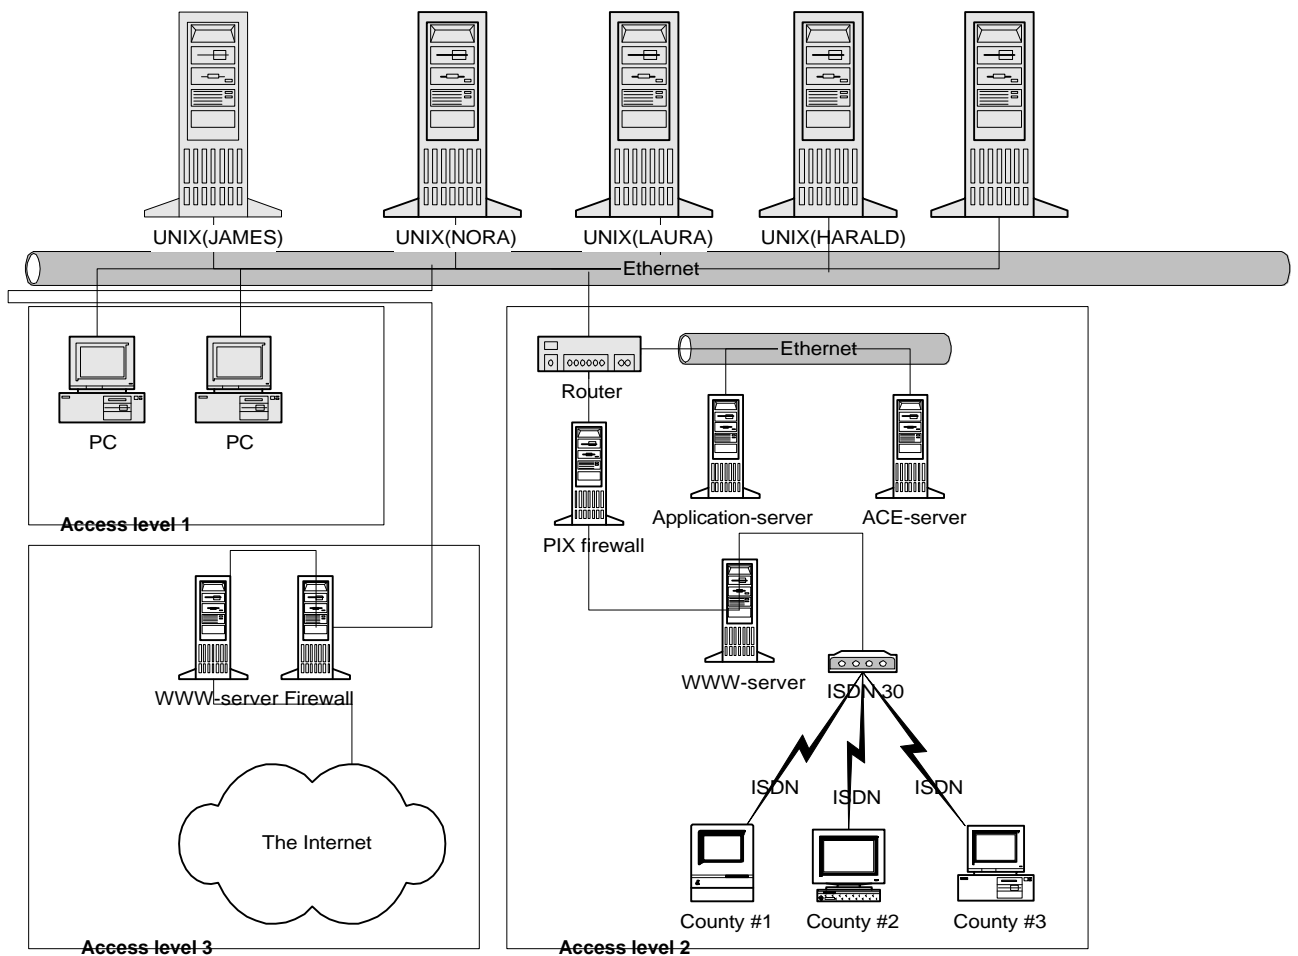 UNIX(JAMES)
UNIX(NORA)
UNIX(LAURA)
UNIX(HARALD)
Ethernet
PC
PC
Access level 1
Router
Ethernet
PIX firewall
Application-server
ACE-server
WWW-server
ISDN 30
ISDN
ISDN
ISDN
County #1
County #2
County #3
Access level 2
WWW-server
Firewall
The Internet
Access level 3